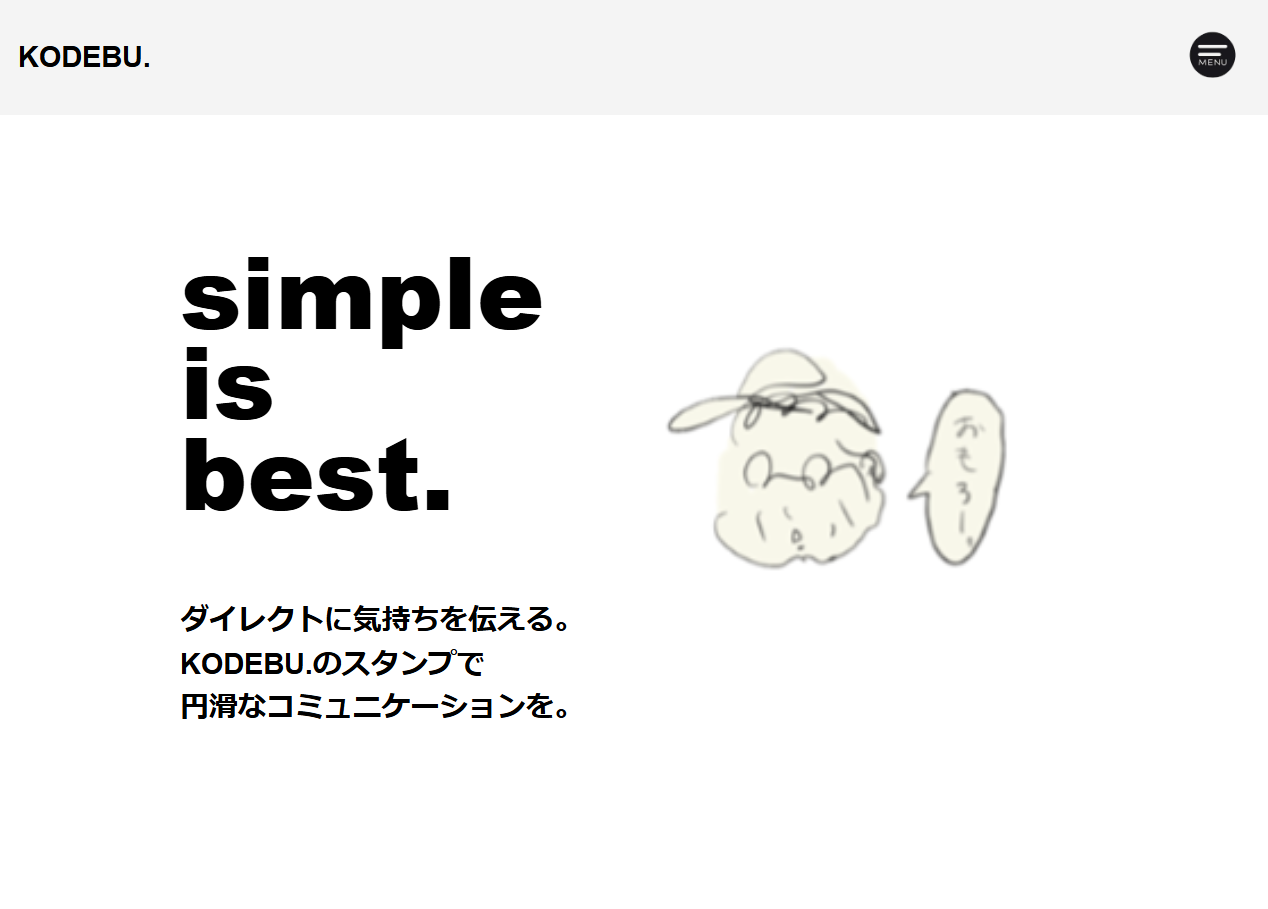 KODEBU.
MENU
simple
is
best.
おもろー。
ダイレクトに気持ちを伝える。
KODEBU.のスタンプで
円滑なコミュニケーションを。